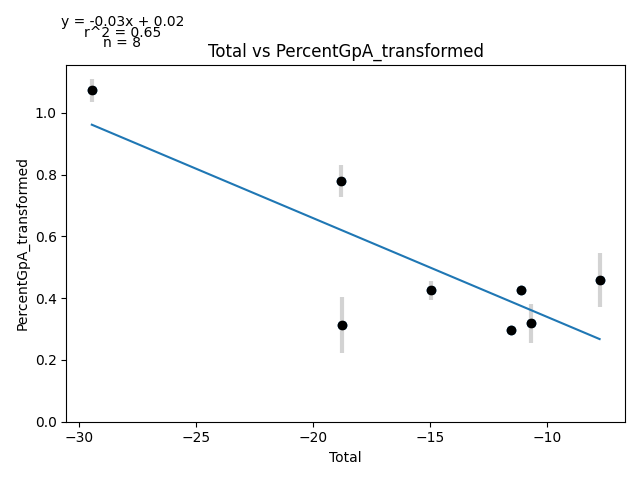 y = -0.03x + 0.02
r^2 = 0.65
n = 8
Total vs PercentGpA_transformed
PercentGpA_transformed
1.0
0.8
0.6
0.4
0.2
0.0
−30
−25
−20
−15
−10
Total